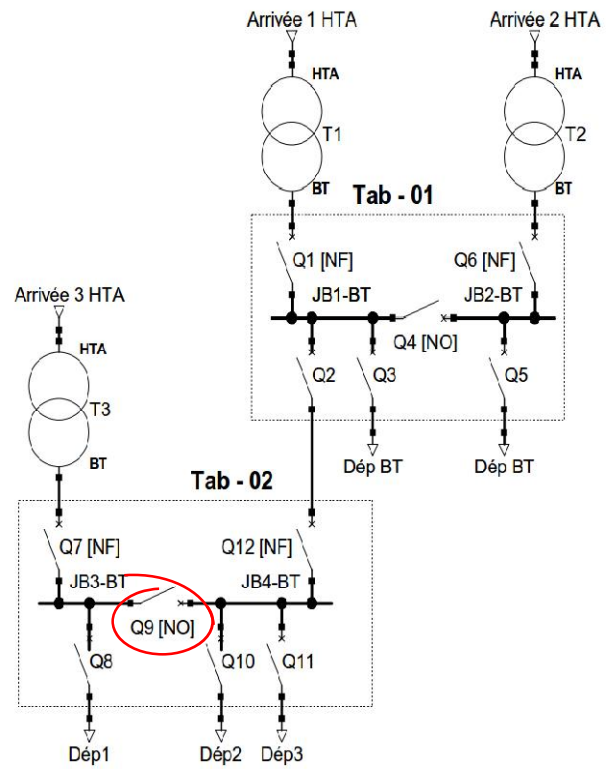 Arrivée 1 HTA
Arrivée 2 HTA
HTA
HTA
T1
T2
BT
BT
Tab - 01
Q1 [NF]
Q6 [NF]
JB1-BT
JB2-BT
Q4 [NO]
Q2
Q3
Q5
Dép BT
Dép BT
Arrivée 3 HTA
HTA
T3
BT
Tab - 02
Q7 [NF]
Q12 [NF]
JB3-BT
JB4-BT
Q9 [NO]
Q8
Q10
Q11
Dép1
Dép2
Dép3